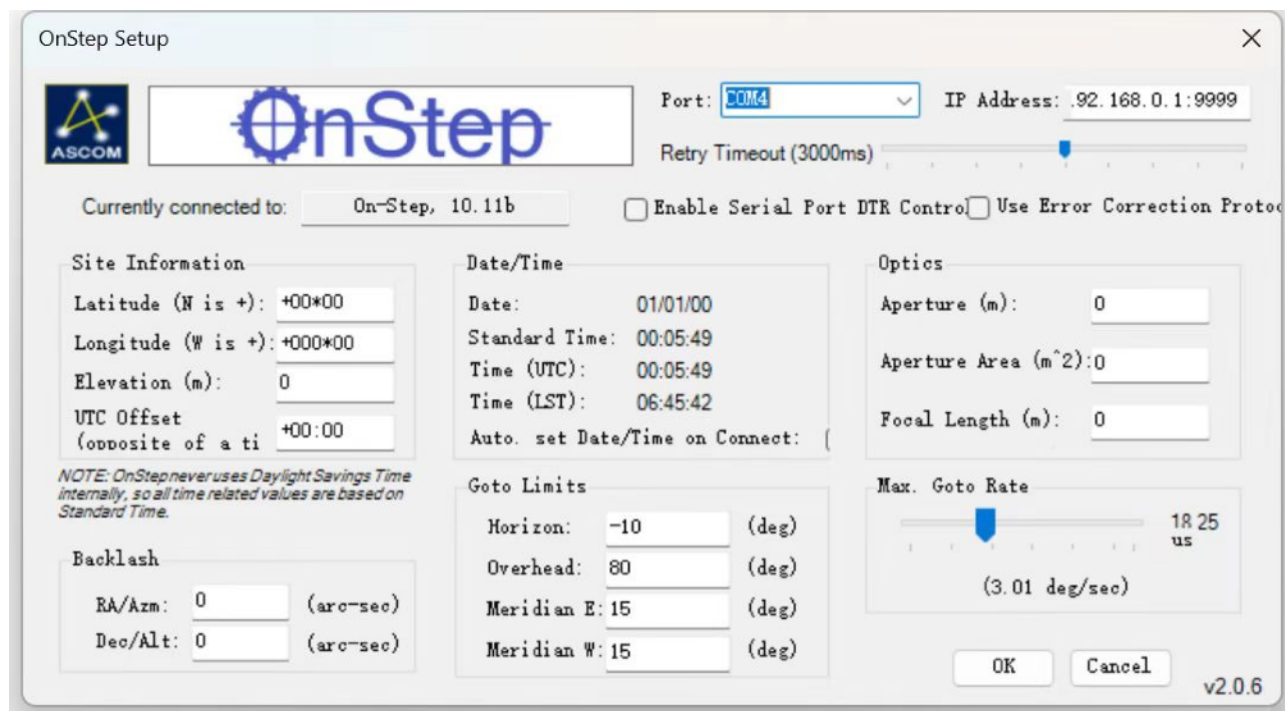 OnStep Setup
ASCOM
OnStep
Port: COM4
IP Address: .92.168.0.1:9999
Retry Timeout (3000ms)
Currently connected to: On-Step, 10.11b
Enable Serial Port DTR Contro
Use Error Correction Protoc
Site Information
Latitude (N is +): +00*00
Longitude (W is +): +000*00
Elevation (m): 0
UTC Offset
(opposite of a ti
+00:00
NOTE: OnStep never uses Daylight Savings Time
internally, so all time related values are based on
Standard Time.
Backlash
RA/Azm: 0 (arc-sec)
Dec/Alt: 0 (arc-sec)
Date/Time
Date: 01/01/00
Standard Time: 00:05:49
Time (UTC): 00:05:49
Time (LST): 06:45:42
Auto. set Date/Time on Connect:
Goto Limits
Horizon: -10 (deg)
Overhead: 80 (deg)
Meridian E: 15 (deg)
Meridian W: 15 (deg)
Optics
Aperture (m): 0
Aperture Area (m^2): 0
Focal Length (m): 0
Max. Goto Rate
18.25
us
(3.01 deg/sec)
OK
Cancel
v2.0.6